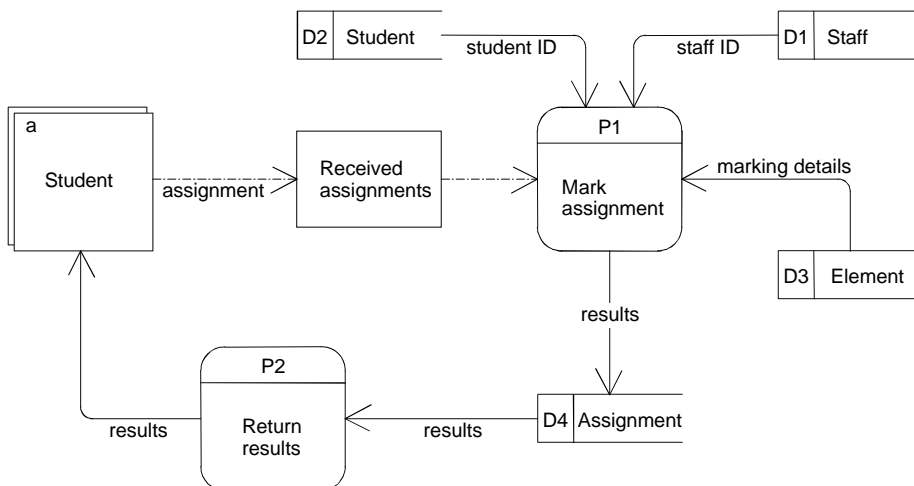 D2 Student
student ID
staff ID
D1 Staff
a
Student
assignment
Received
assignments
P1
Mark
assignment
marking details
D3 Element
results
P2
Return
results
results
results
D4 Assignment